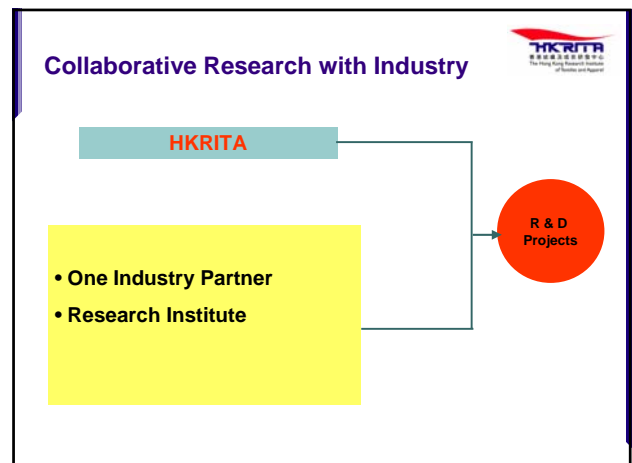 Collaborative Research with Industry
HKRITA
The Hong Kong Research Institute
of Textiles and Apparel
HKRITA
R & D
Projects
• One Industry Partner
• Research Institute